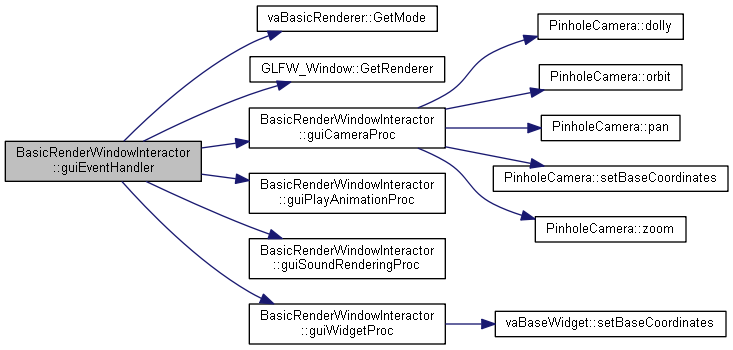 BasicRenderWindowInteractor
::guiEventHandler
vaBasicRenderer::GetMode
GLFW_Window::GetRenderer
BasicRenderWindowInteractor
::guiCameraProc
BasicRenderWindowInteractor
::guiPlayAnimationProc
BasicRenderWindowInteractor
::guiSoundRenderingProc
BasicRenderWindowInteractor
::guiWidgetProc
PinholeCamera::dolly
PinholeCamera::orbit
PinholeCamera::pan
PinholeCamera::setBaseCoordinates
PinholeCamera::zoom
vaBaseWidget::setBaseCoordinates